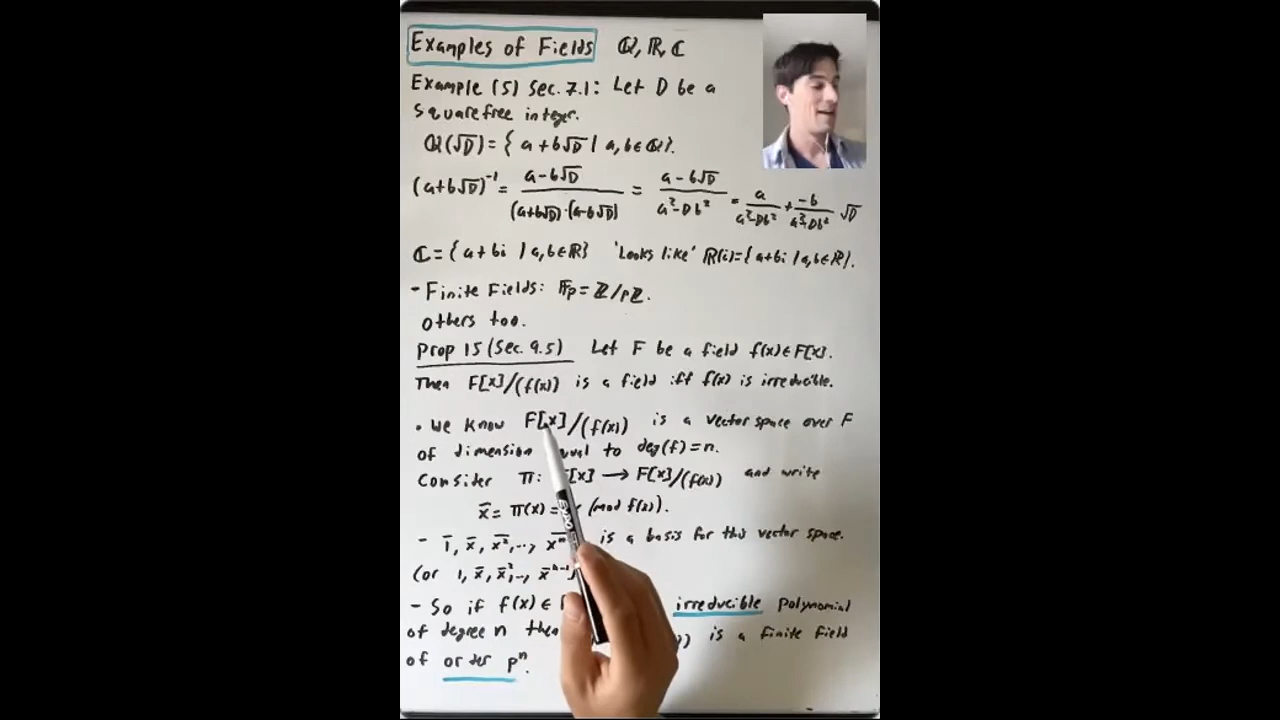 Examples of Fields ℚ, ℝ, ℂ
Example (5) Sec. 7.1: Let D be a
squarefree integer.
ℚ(√D) = { a + b√D | a, b ∈ ℚ}.
(a+b√D)⁻¹ = (a - b√D)/((a+b√D)·(a-b√D)) = (a - b√D)/(a²-Db²) = a/(a²-Db²) + -b/(a²-Db²) √D
ℂ = { a + bi | a, b ∈ ℝ} 'Looks like' ℝ(i) = { a+bi | a, b ∈ ℝ}.
- Finite Fields: 𝔽p = ℤ/pℤ.
Others too.
Prop 15 (Sec. 9.5) Let F be a field f(x) ∈ F[x].
Then F[x]/(f(x)) is a field iff f(x) is irreducible.
• We know F[x]/(f(x)) is a vector space over F
of dimension equal to deg(f) = n.
Consider π: F[x] → F[x]/(f(x)) and write
x̄ = π(x) = (mod f(x)).
- 1̄, x̄, x̄², .., is a basis for this vector space.
(or 1, x̄, x̄², .., x̄ⁿ⁻¹)
- So if f(x) ∈ irreducible polynomial
of degree n then is a finite field
of order pⁿ.
EXPO